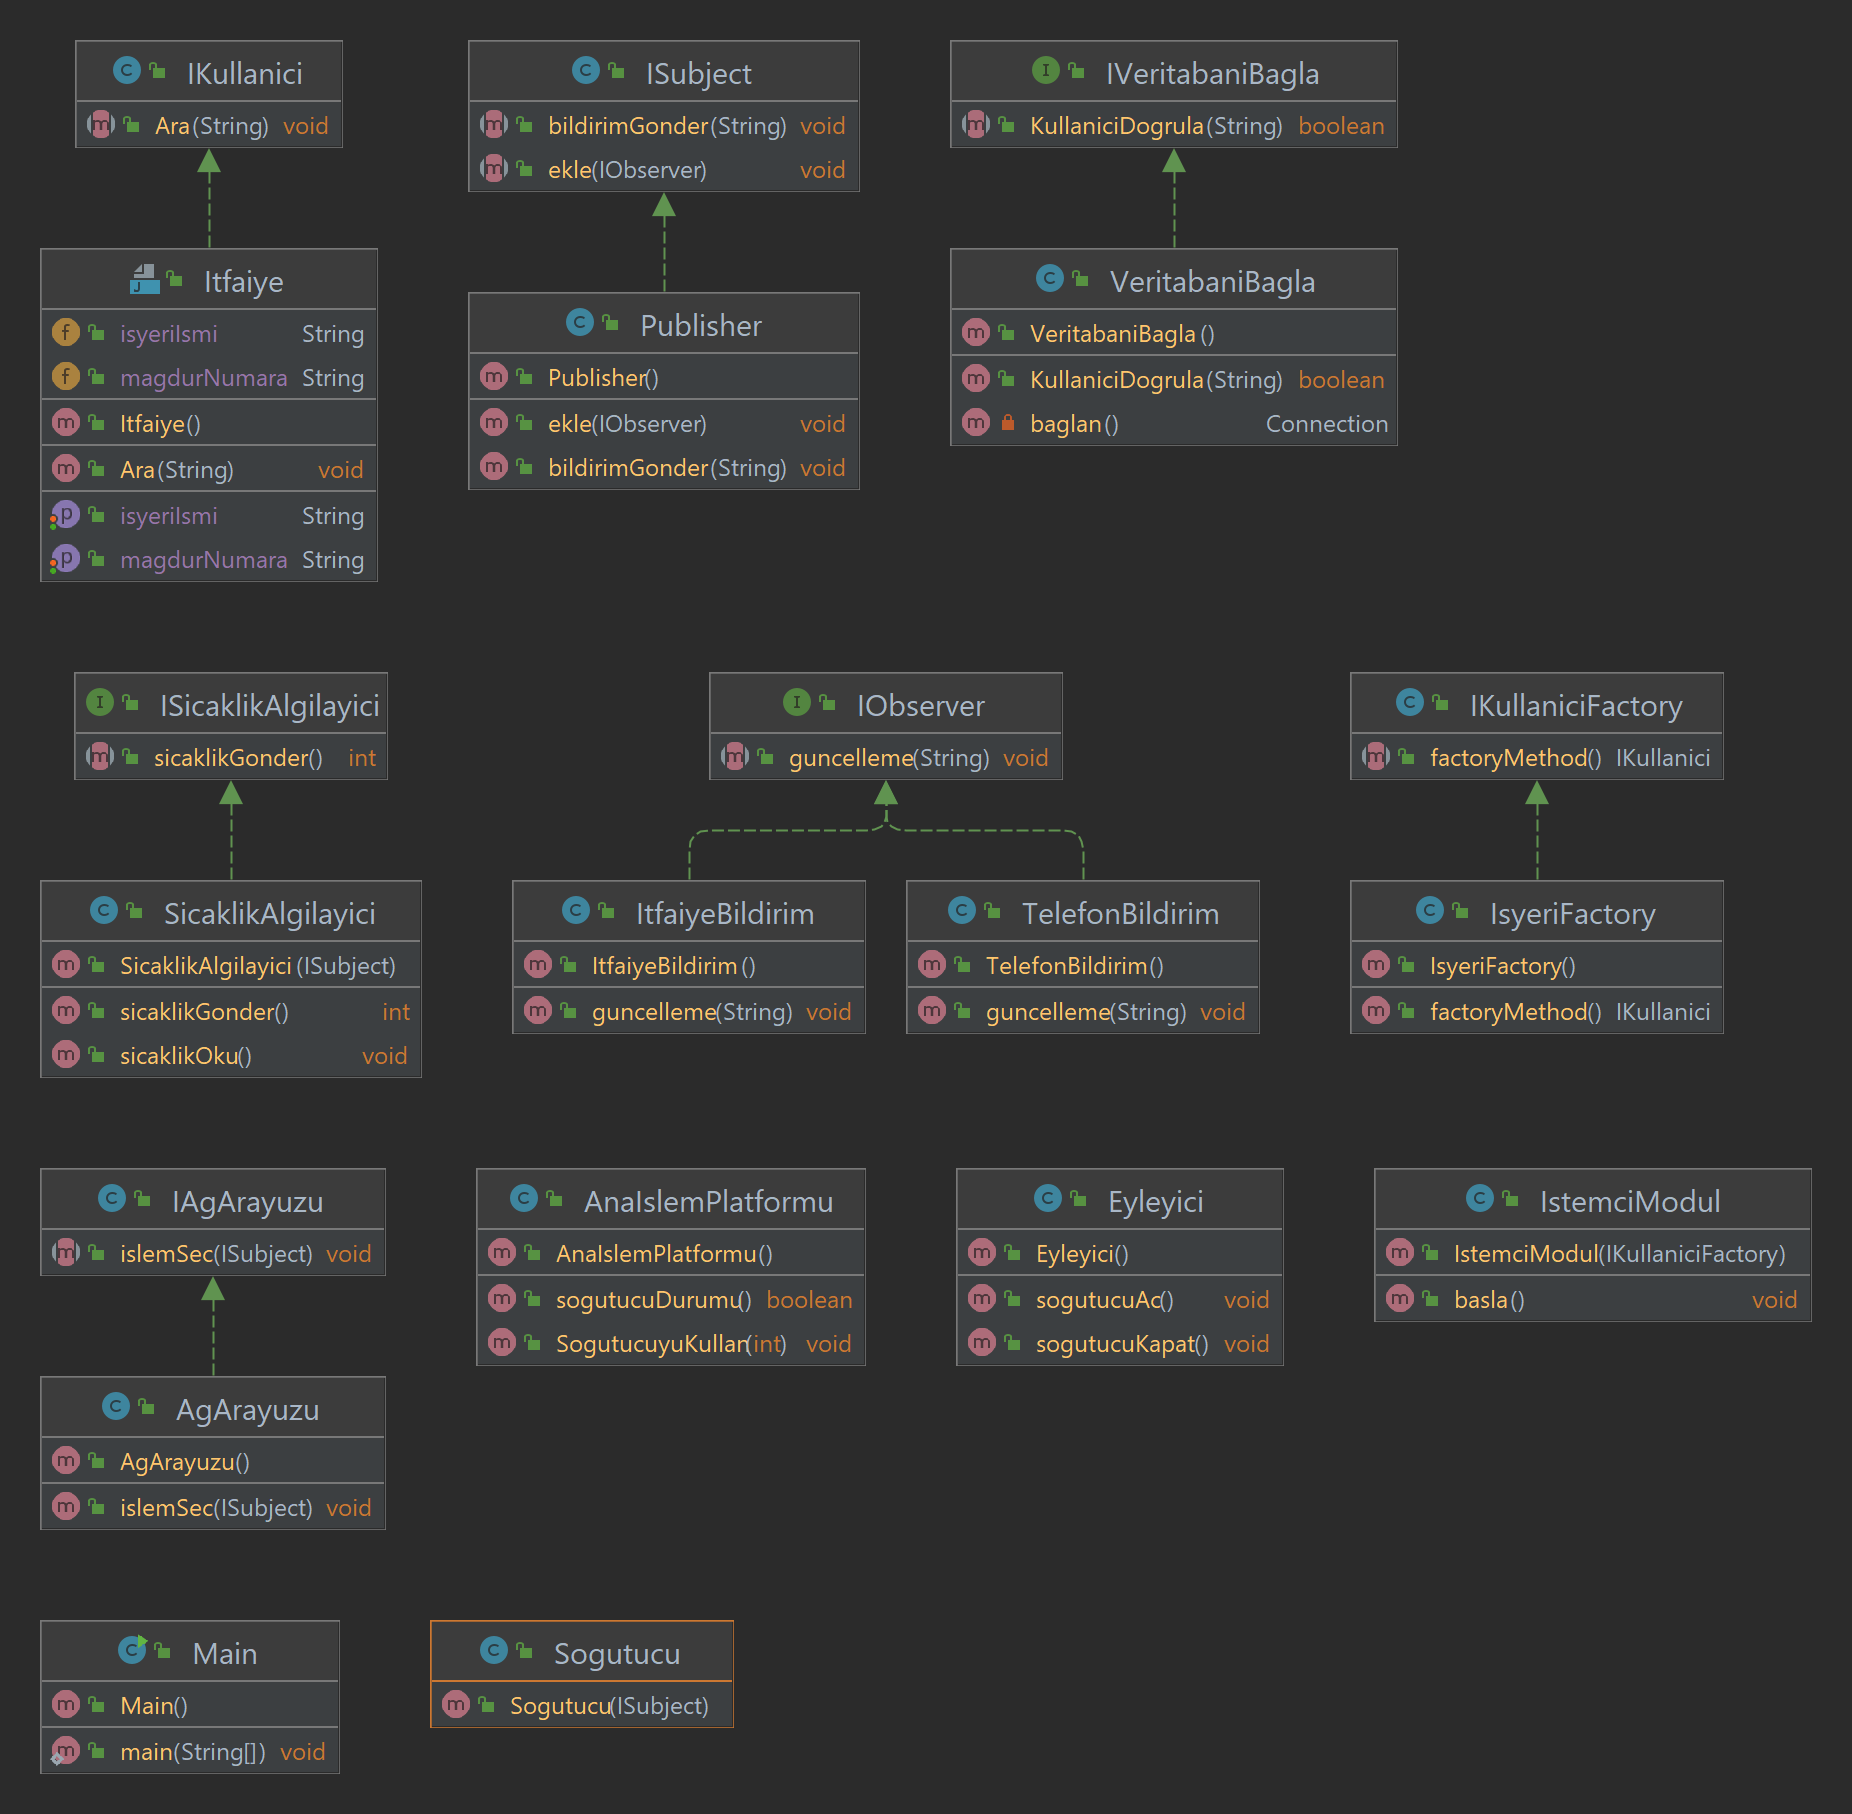 IKullanici
Ara(String) void
ISubject
bildirimGonder(String) void
ekle(IObserver) void
IVeritabaniBagla
KullaniciDogrula(String) boolean
Itfaiye
isyeriIsmi String
magdurNumara String
Itfaiye()
Ara(String) void
isyeriIsmi String
magdurNumara String
Publisher
Publisher()
ekle(IObserver) void
bildirimGonder(String) void
VeritabaniBagla
VeritabaniBagla()
KullaniciDogrula(String) boolean
baglan() Connection
ISicaklikAlgilayici
sicaklikGonder() int
IObserver
guncelleme(String) void
IKullaniciFactory
factoryMethod() IKullanici
SicaklikAlgilayici
SicaklikAlgilayici(ISubject)
sicaklikGonder() int
sicaklikOku() void
ItfaiyeBildirim
ItfaiyeBildirim()
guncelleme(String) void
TelefonBildirim
TelefonBildirim()
guncelleme(String) void
IsyeriFactory
IsyeriFactory()
factoryMethod() IKullanici
IAgArayuzu
islemSec(ISubject) void
AnaIslemPlatformu
AnaIslemPlatformu()
sogutucuDurumu() boolean
SogutucuyuKullan(int) void
Eyleyici
Eyleyici()
sogutucuAc() void
sogutucuKapat() void
IstemciModul
IstemciModul(IKullaniciFactory)
basla() void
AgArayuzu
AgArayuzu()
islemSec(ISubject) void
Main
Main()
main(String[]) void
Sogutucu
Sogutucu(ISubject)